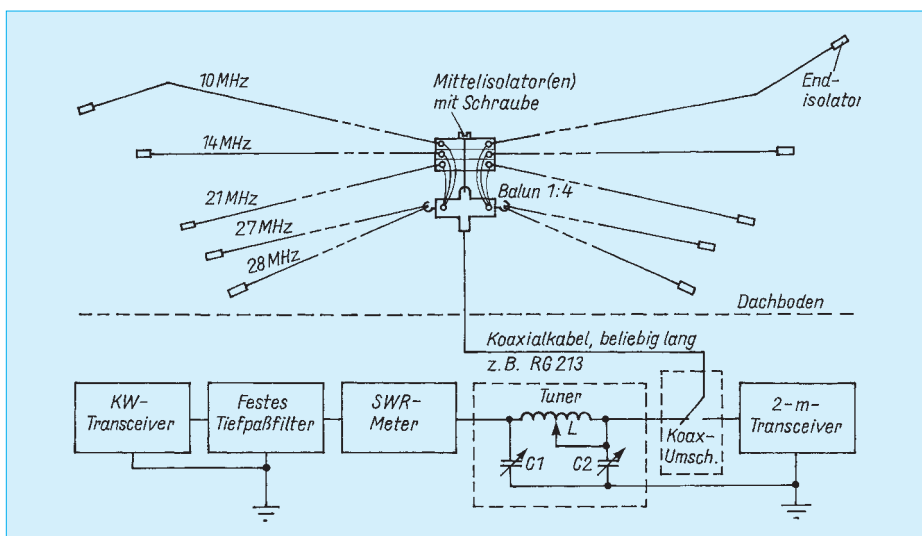 10 MHz
Mittelisolator(en)
mit Schraube
End-
isolator
14 MHz
21 MHz
Balun 1:4
27 MHz
28 MHz
Dachboden
Koaxialkabel, beliebig lang
z. B. RG 213
KW-
Transceiver
Festes
Tiefpaßfilter
SWR-
Meter
Tuner
L
C1
C2
Koax-
Umsch.
2-m-
Transceiver